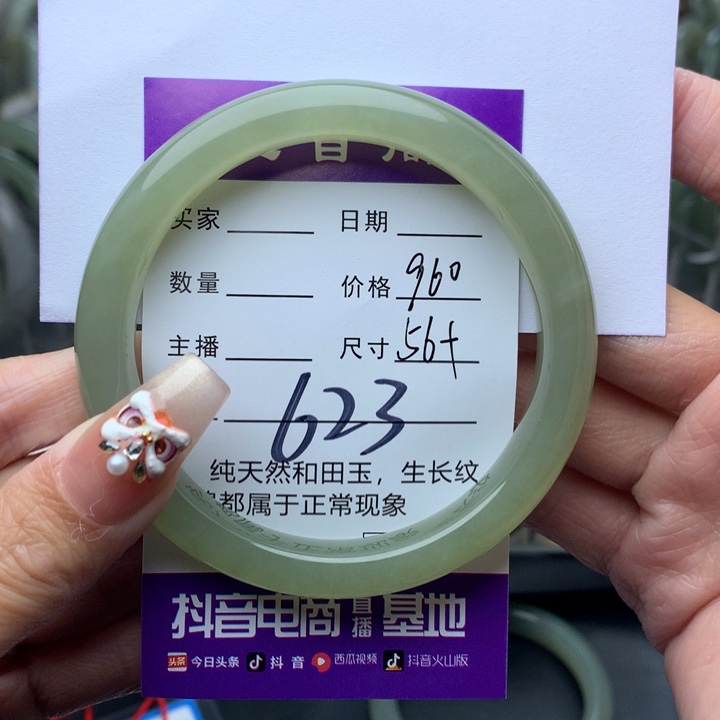 买家 日期
数量 价格 960
主播 尺寸 56+
623
纯天然和田玉，生长纹
都属于正常现象
抖音电商 直播 基地
头条 今日头条 抖音 西瓜视频 抖音火山版